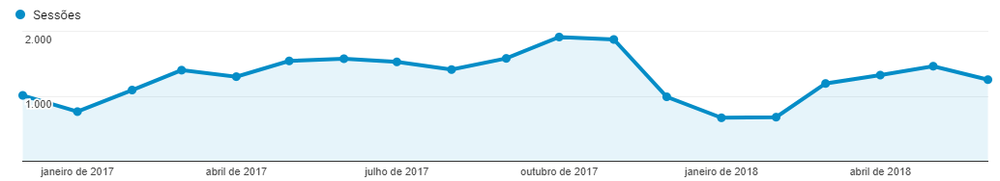 Sessões
2.000
1.000
janeiro de 2017
abril de 2017
julho de 2017
outubro de 2017
janeiro de 2018
abril de 2018